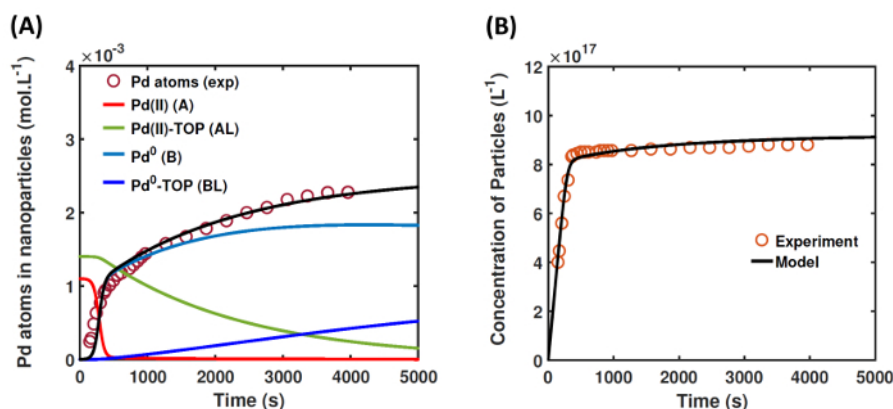 (A)
×10⁻³
4
3
2
1
0
Pd atoms in nanoparticles (mol.L⁻¹)
Pd atoms (exp)
Pd(II) (A)
Pd(II)-TOP (AL)
Pd⁰ (B)
Pd⁰-TOP (BL)
0 1000 2000 3000 4000 5000
Time (s)
(B)
×10¹⁷
12
10
8
6
4
2
0
Concentration of Particles (L⁻¹)
Experiment
Model
0 1000 2000 3000 4000 5000
Time (s)